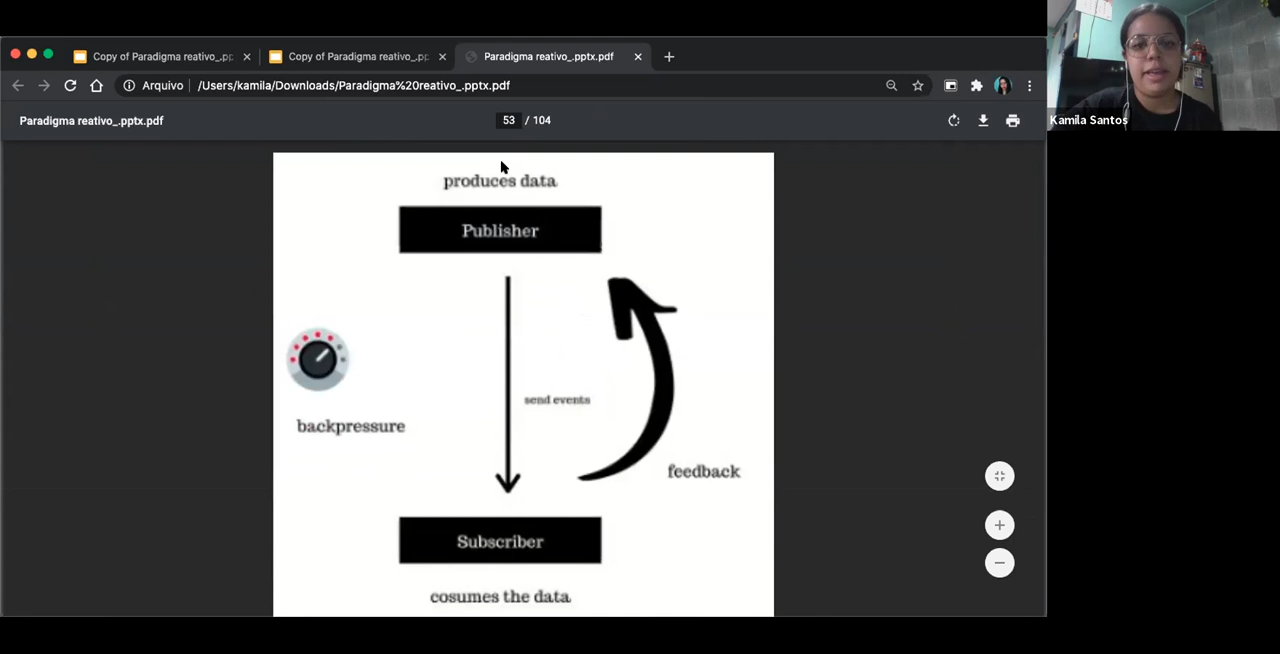 Copy of Paradigma reativo_.pp
Copy of Paradigma reativo_.pp
Paradigma reativo_.pptx.pdf
Arquivo /Users/kamila/Downloads/Paradigma%20reativo_.pptx.pdf
Paradigma reativo_.pptx.pdf
53 / 104
Kamila Santos
produces data
Publisher
send events
backpressure
feedback
Subscriber
cosumes the data